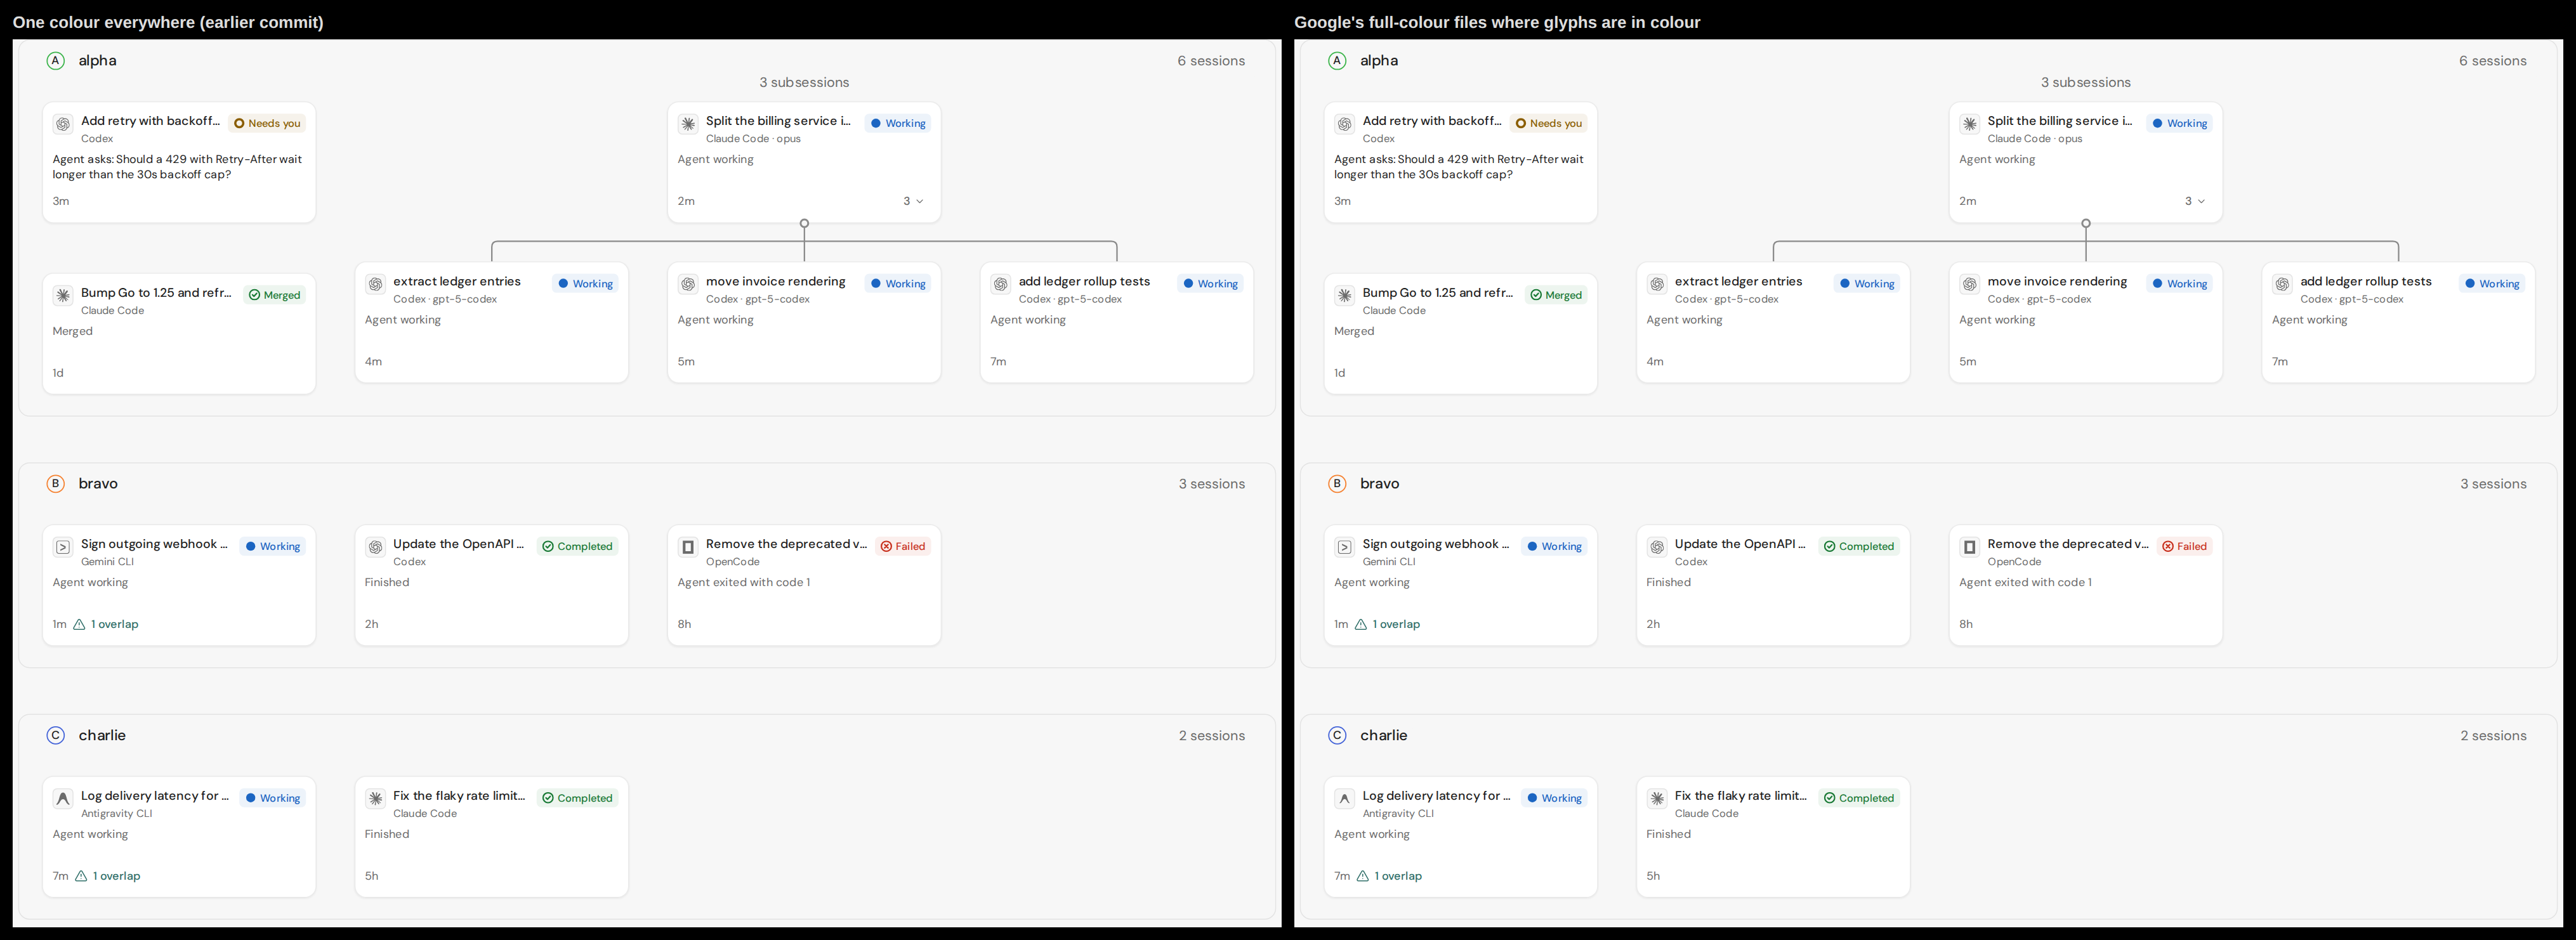 One colour everywhere (earlier commit)
A alpha
6 sessions
3 subsessions
Add retry with backoff...
Needs you
Codex
Agent asks: Should a 429 with Retry-After wait
longer than the 30s backoff cap?
3m
Split the billing service i...
Working
Claude Code · opus
Agent working
2m
3
Bump Go to 1.25 and refr...
Merged
Claude Code
Merged
1d
extract ledger entries
Working
Codex · gpt-5-codex
Agent working
4m
move invoice rendering
Working
Codex · gpt-5-codex
Agent working
5m
add ledger rollup tests
Working
Codex · gpt-5-codex
Agent working
7m
B bravo
3 sessions
Sign outgoing webhook ...
Working
Gemini CLI
Agent working
1m
1 overlap
Update the OpenAPI ...
Completed
Codex
Finished
2h
Remove the deprecated v...
Failed
OpenCode
Agent exited with code 1
8h
C charlie
2 sessions
Log delivery latency for ...
Working
Antigravity CLI
Agent working
7m
1 overlap
Fix the flaky rate limit...
Completed
Claude Code
Finished
5h
Google's full-colour files where glyphs are in colour
A alpha
6 sessions
3 subsessions
Add retry with backoff...
Needs you
Codex
Agent asks: Should a 429 with Retry-After wait
longer than the 30s backoff cap?
3m
Split the billing service i...
Working
Claude Code · opus
Agent working
2m
3
Bump Go to 1.25 and refr...
Merged
Claude Code
Merged
1d
extract ledger entries
Working
Codex · gpt-5-codex
Agent working
4m
move invoice rendering
Working
Codex · gpt-5-codex
Agent working
5m
add ledger rollup tests
Working
Codex · gpt-5-codex
Agent working
7m
B bravo
3 sessions
Sign outgoing webhook ...
Working
Gemini CLI
Agent working
1m
1 overlap
Update the OpenAPI ...
Completed
Codex
Finished
2h
Remove the deprecated v...
Failed
OpenCode
Agent exited with code 1
8h
C charlie
2 sessions
Log delivery latency for ...
Working
Antigravity CLI
Agent working
7m
1 overlap
Fix the flaky rate limit...
Completed
Claude Code
Finished
5h